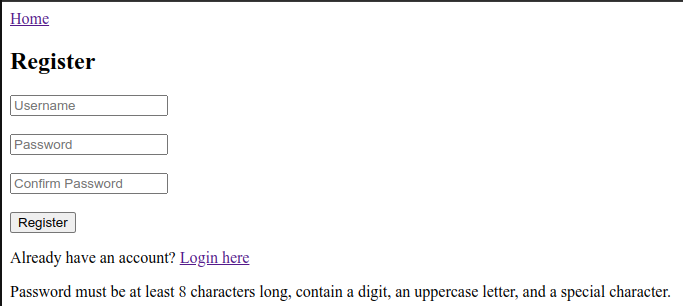 Home
Register
Username
Password
Confirm Password
Register
Already have an account? Login here
Password must be at least 8 characters long, contain a digit, an uppercase letter, and a special character.